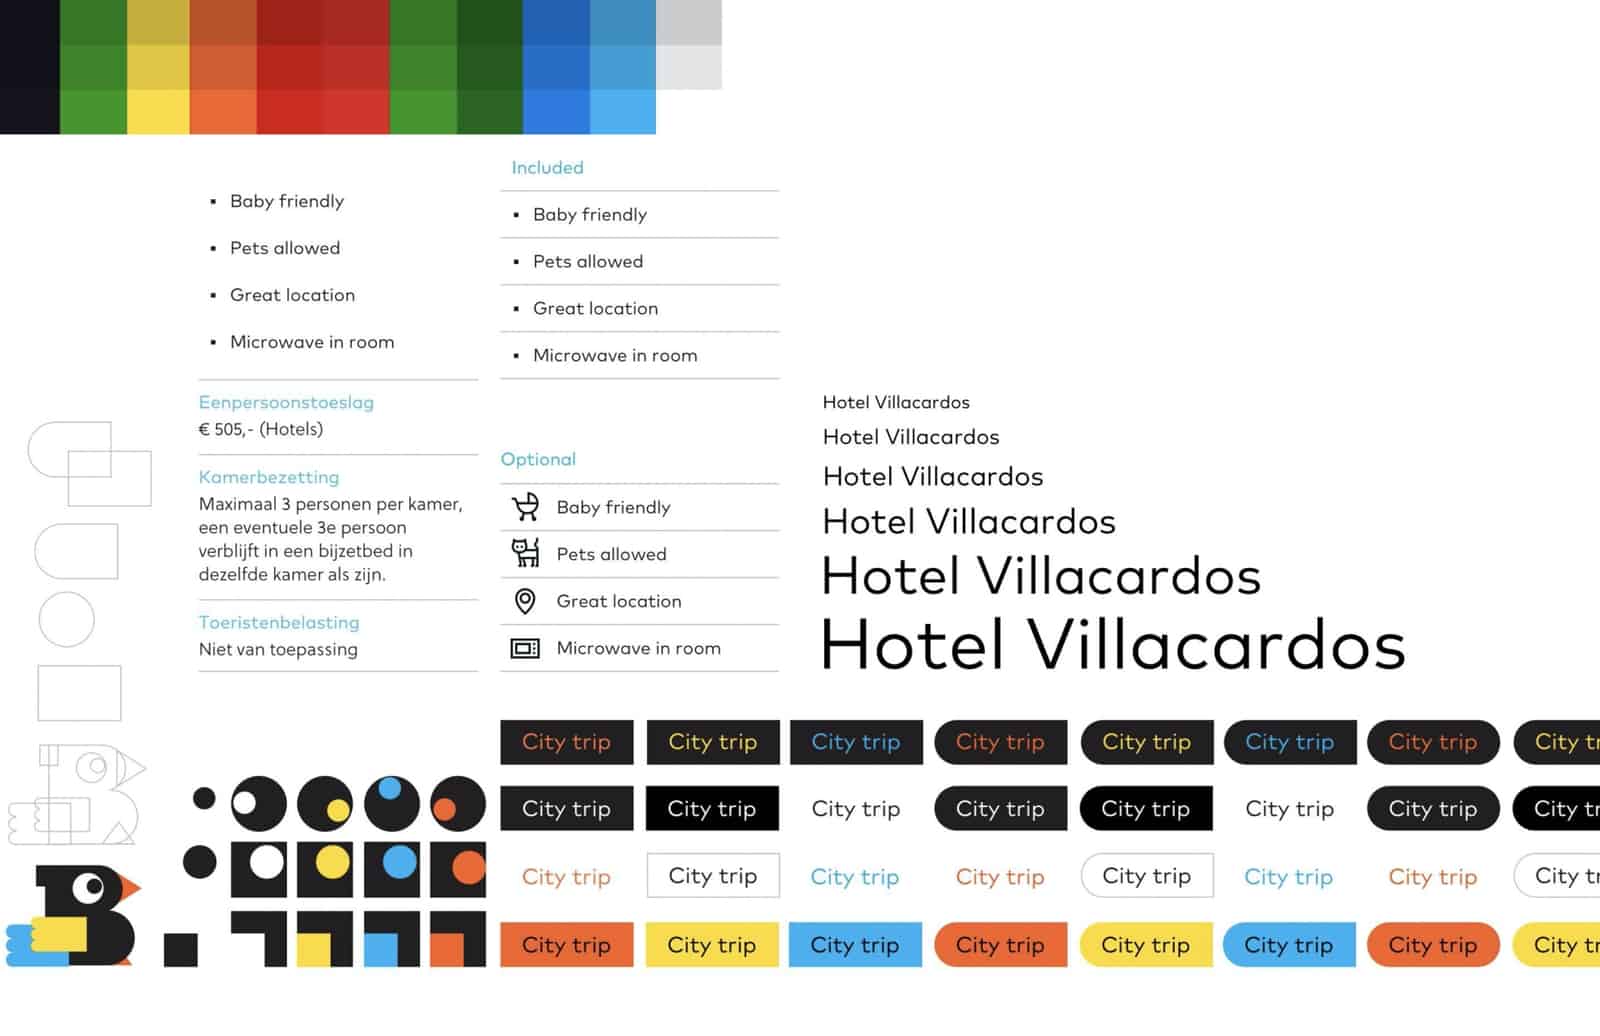 Baby friendly
Pets allowed
Great location
Microwave in room
Eenpersoonstoeslag
€ 505,- (Hotels)
Kamerbezetting
Maximaal 3 personen per kamer,
een eventuele 3e persoon
verblijft in een bijzetbed in
dezelfde kamer als zijn.
Toeristenbelasting
Niet van toepassing
Included
Baby friendly
Pets allowed
Great location
Microwave in room
Optional
Baby friendly
Pets allowed
Great location
Microwave in room
Hotel Villacardos
Hotel Villacardos
Hotel Villacardos
Hotel Villacardos
Hotel Villacardos
Hotel Villacardos
City trip City trip City trip City trip City trip City trip City trip City tr
City trip City trip City trip City trip City trip City trip City trip City tr
City trip City trip City trip City trip City trip City trip City trip City tr
City trip City trip City trip City trip City trip City trip City trip City tr